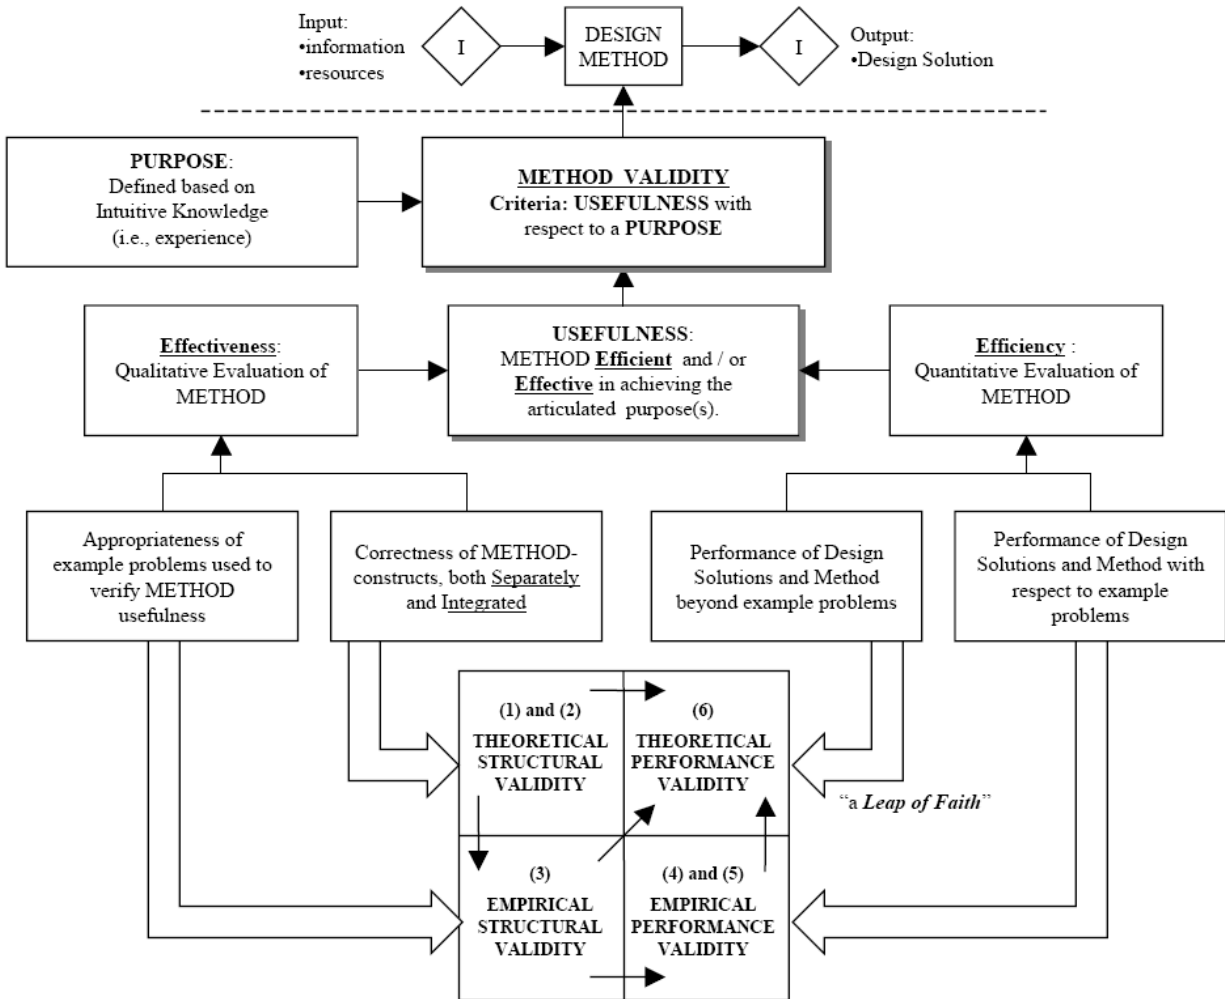 Input:
•information
•resources
I
DESIGN
METHOD
I
Output:
•Design Solution
PURPOSE:
Defined based on
Intuitive Knowledge
(i.e., experience)
METHOD VALIDITY
Criteria: USEFULNESS with
respect to a PURPOSE
Effectiveness:
Qualitative Evaluation of
METHOD
USEFULNESS:
METHOD Efficient and / or
Effective in achieving the
articulated purpose(s).
Efficiency :
Quantitative Evaluation of
METHOD
Appropriateness of
example problems used to
verify METHOD
usefulness
Correctness of METHOD-
constructs, both Separately
and Integrated
Performance of Design
Solutions and Method
beyond example problems
Performance of Design
Solutions and Method with
respect to example
problems
(1) and (2)
THEORETICAL
STRUCTURAL
VALIDITY
(6)
THEORETICAL
PERFORMANCE
VALIDITY
“a Leap of Faith”
(3)
EMPIRICAL
STRUCTURAL
VALIDITY
(4) and (5)
EMPIRICAL
PERFORMANCE
VALIDITY